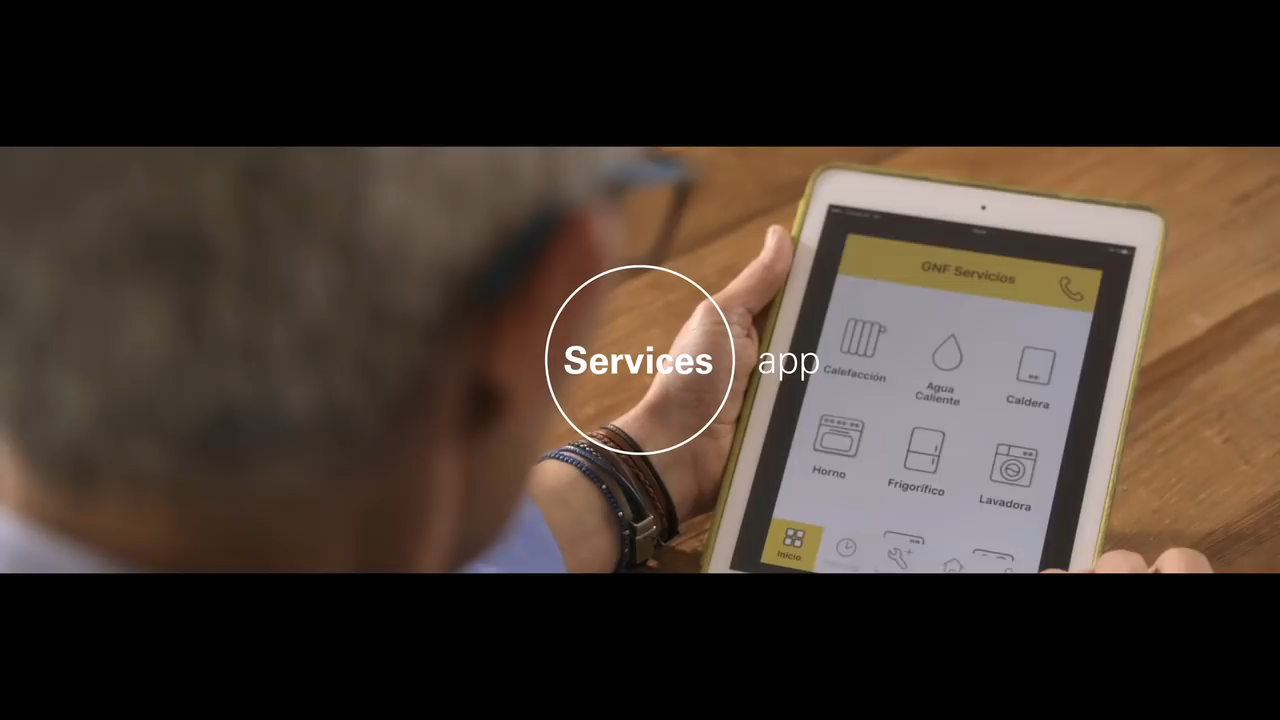 GNF Servicios
Services app
Calefacción
Agua
Caliente
Caldera
Horno
Frigorífico
Lavadora
Inicio